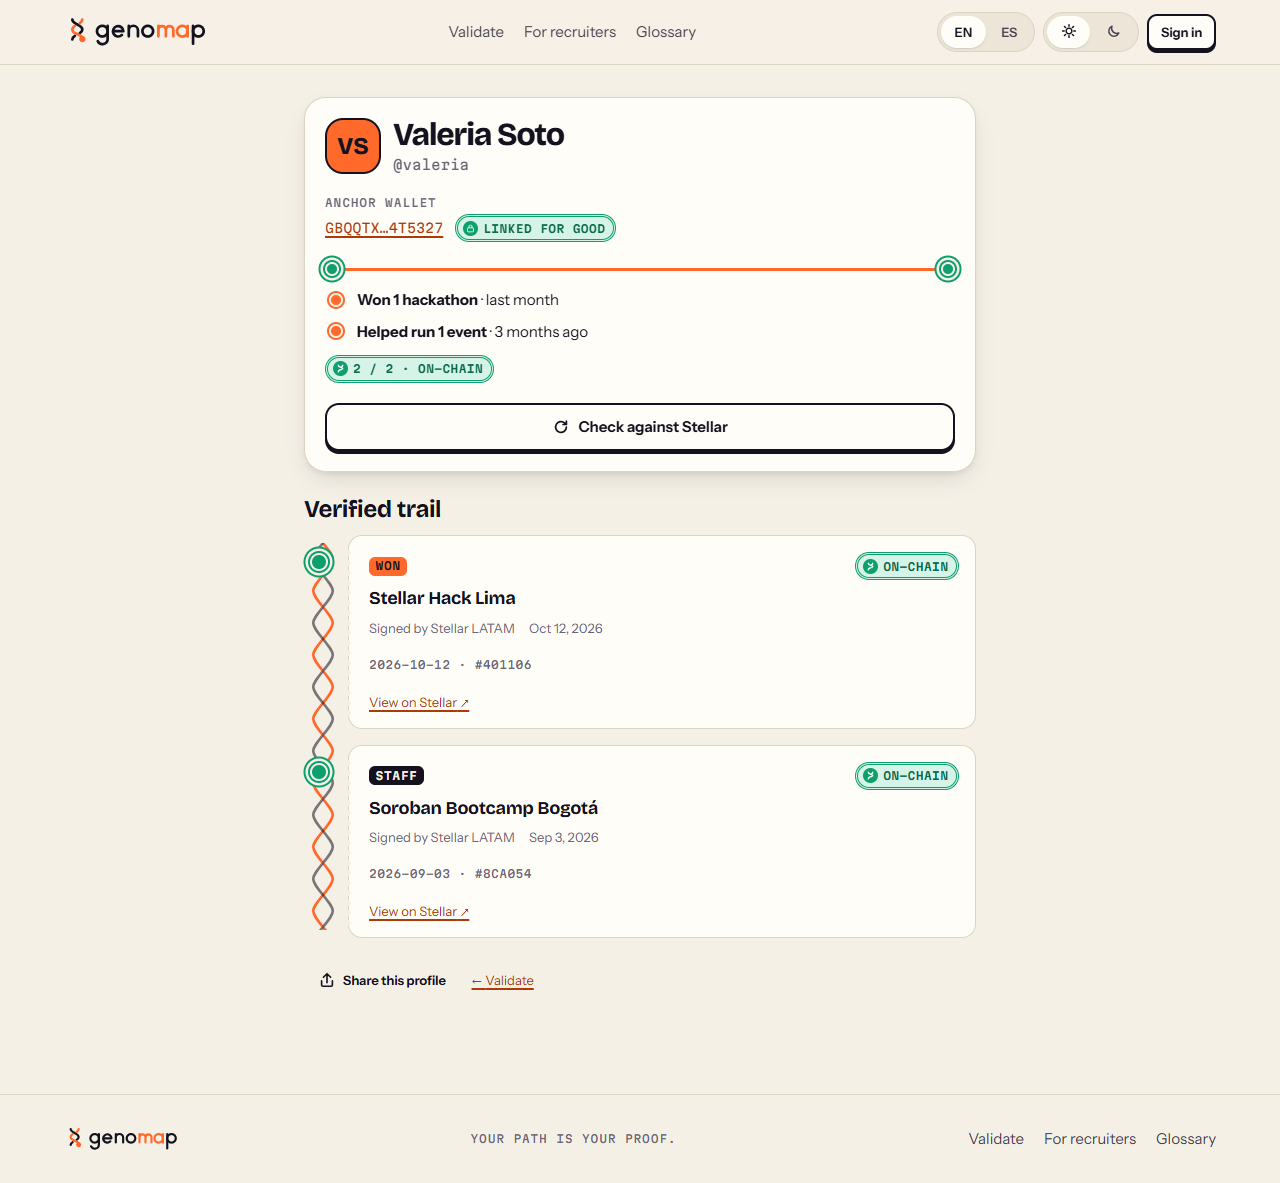 genomap
Validate
For recruiters
Glossary
EN
ES
Sign in
VS
Valeria Soto
@valeria
ANCHOR WALLET
GBQQTX…4T5327
LINKED FOR GOOD
Won 1 hackathon · last month
Helped run 1 event · 3 months ago
2 / 2 · ON-CHAIN
Check against Stellar
Verified trail
WON
ON-CHAIN
Stellar Hack Lima
Signed by Stellar LATAM Oct 12, 2026
2026-10-12 · #401106
View on Stellar ↗
STAFF
ON-CHAIN
Soroban Bootcamp Bogotá
Signed by Stellar LATAM Sep 3, 2026
2026-09-03 · #8CA054
View on Stellar ↗
Share this profile
← Validate
genomap
YOUR PATH IS YOUR PROOF.
Validate
For recruiters
Glossary